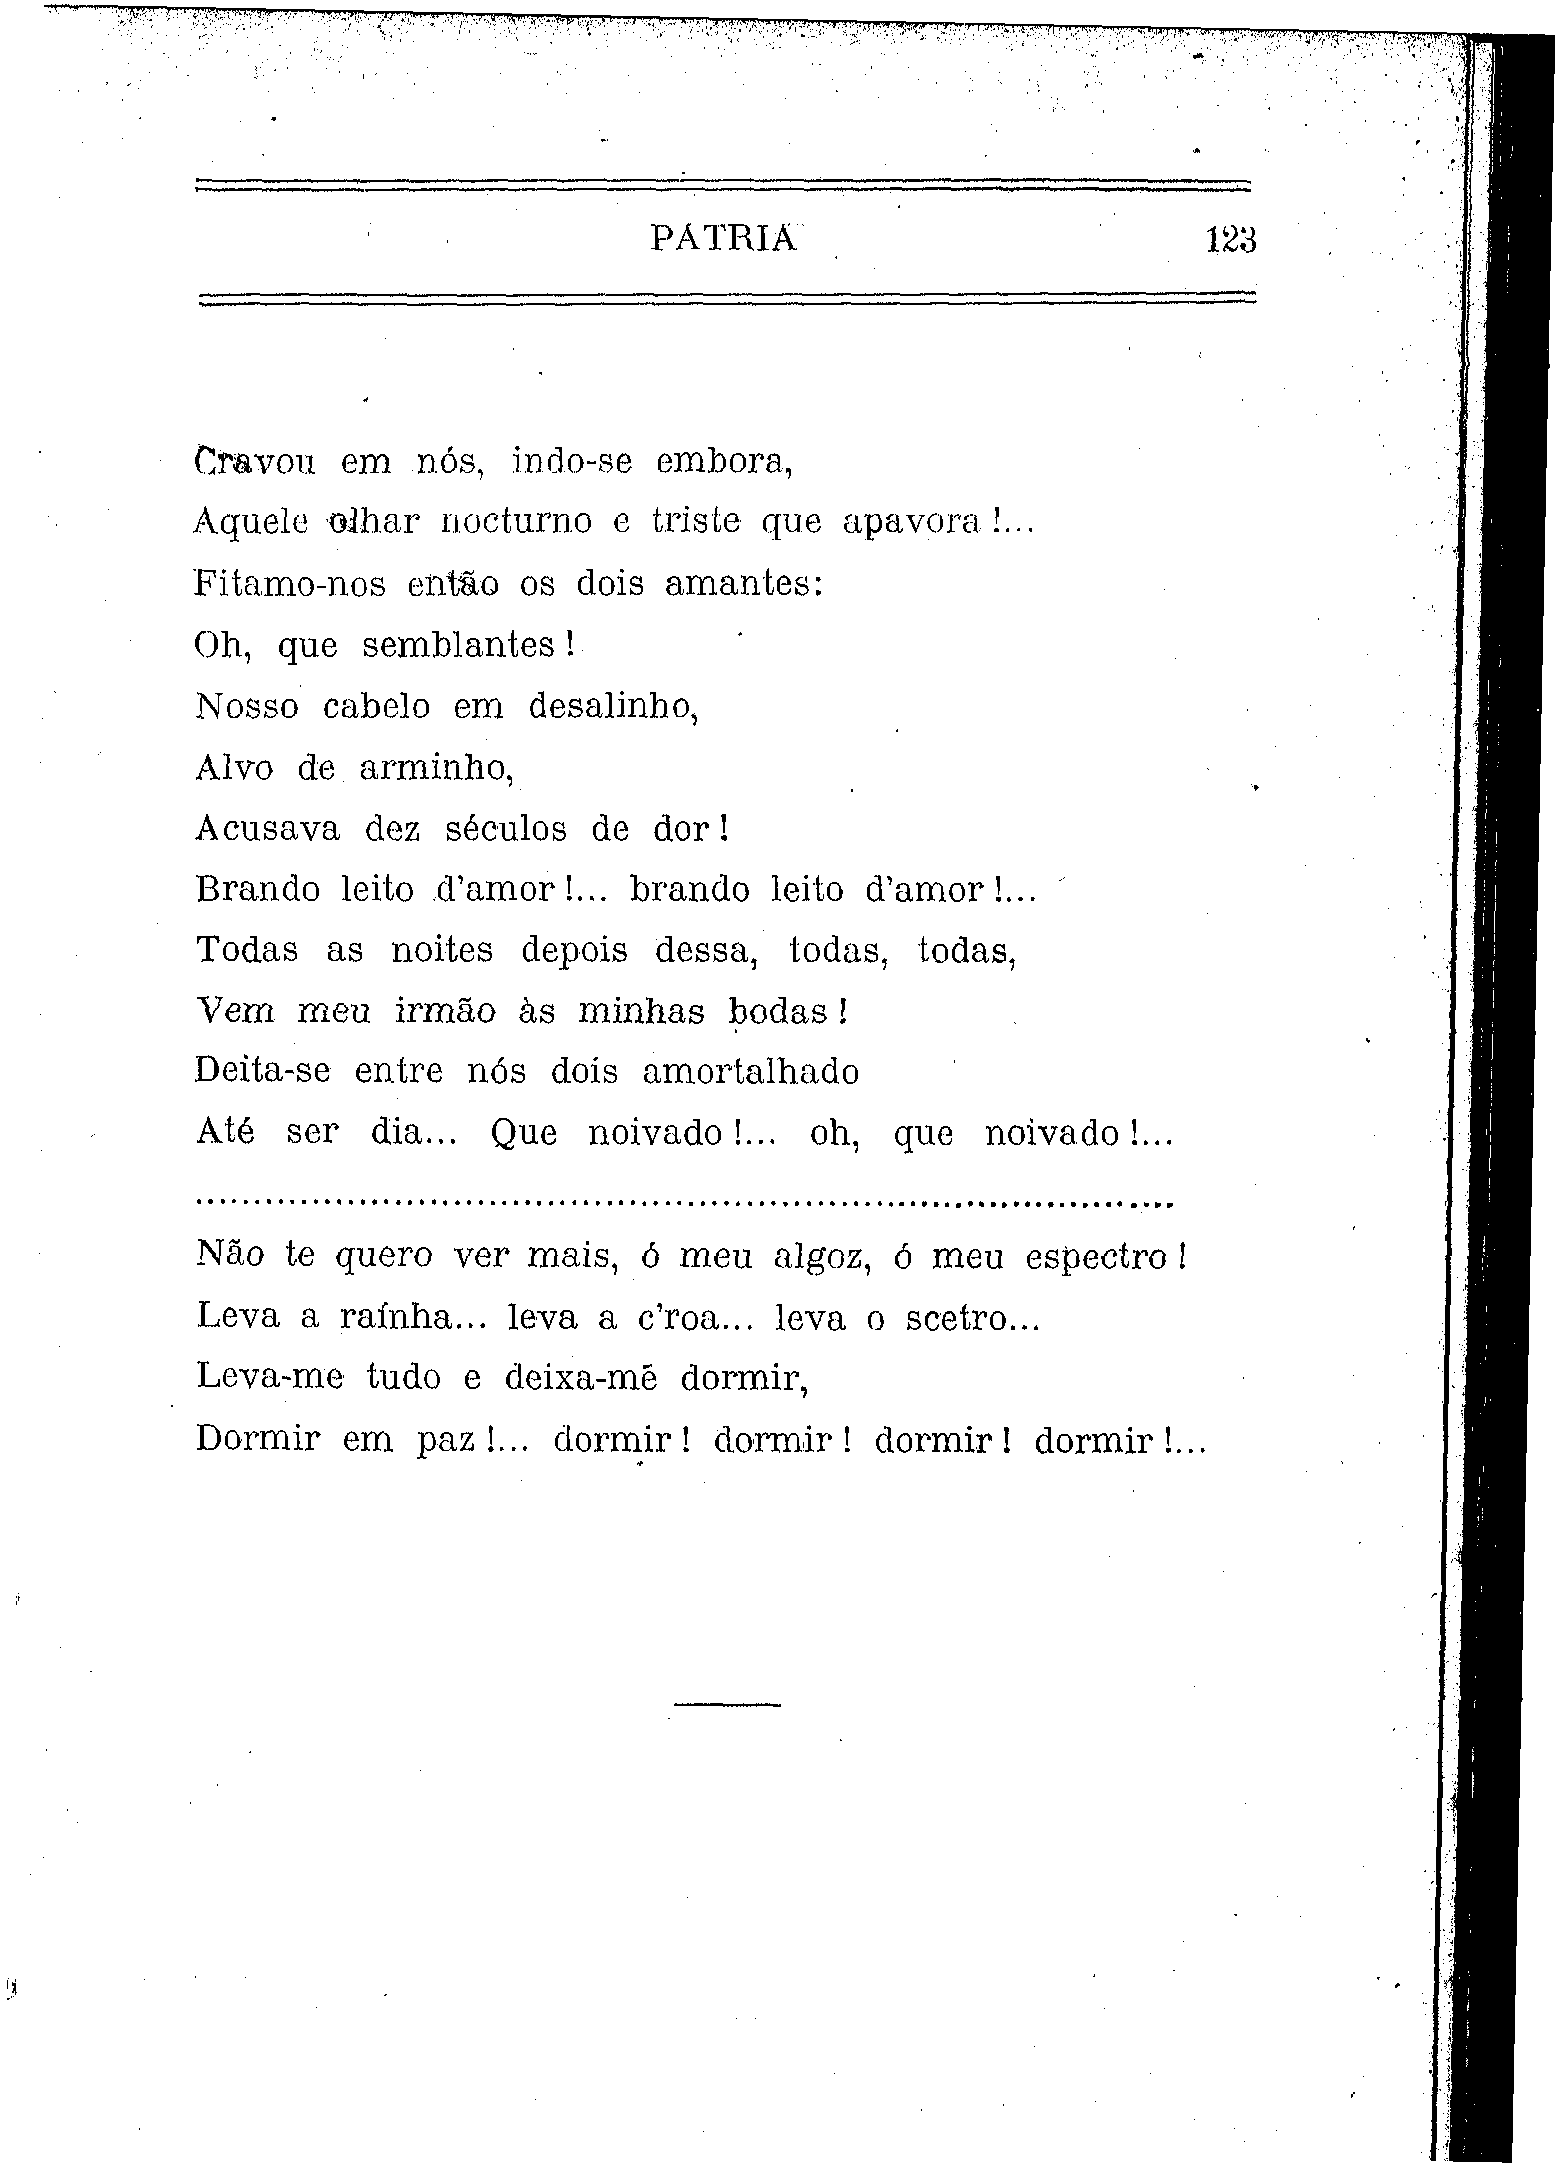 PATRIA 123
Cravou em nós, indo-se embora,
Aquele olhar nocturno e triste que apavora!...
Fitamo-nos então os dois amantes:
Oh, que semblantes!
Nosso cabelo em desalinho,
Alvo de arminho,
Acusava dez séculos de dor!
Brando leito d'amor!... brando leito d'amor!...
Todas as noites depois dessa, todas, todas,
Vem meu irmão às minhas bodas!
Deita-se entre nós dois amortalhado
Até ser dia... Que noivado!... oh, que noivado!...
....................................................................................
Não te quero ver mais, ó meu algoz, ó meu espectro!
Leva a raínha... leva a c'roa... leva o scetro...
Leva-me tudo e deixa-me dormir,
Dormir em paz!... dormir! dormir! dormir! dormir!...